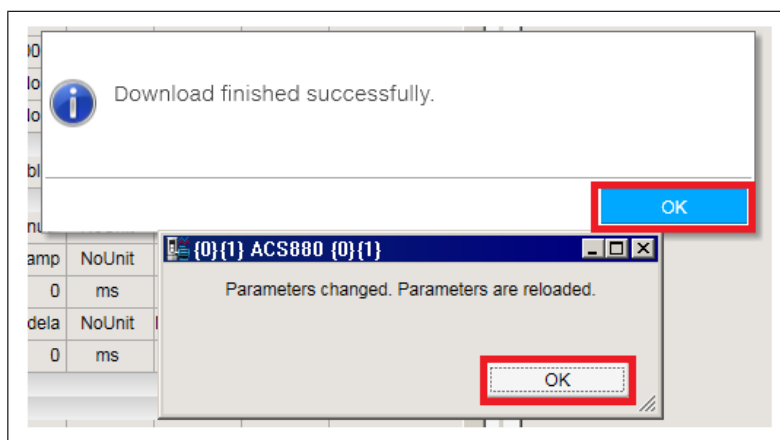 Download finished successfully.
OK
{0}{1} ACS880 {0}{1}
Parameters changed. Parameters are reloaded.
OK
amp NoUnit
0 ms
dela NoUnit
0 ms